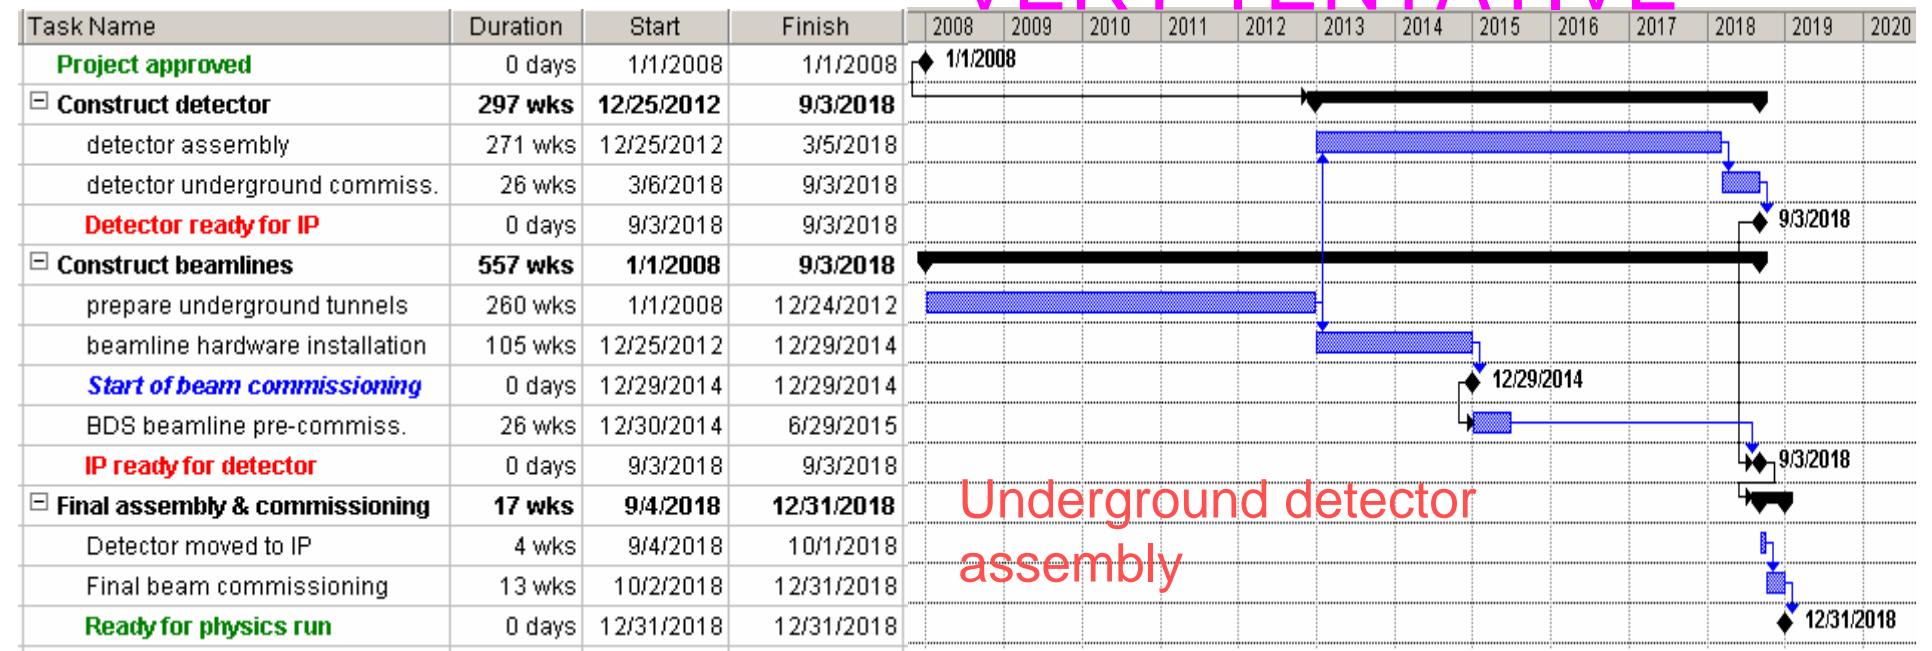 VERY TENTATIVE
Task Name Duration Start Finish 2008 2009 2010 2011 2012 2013 2014 2015 2016 2017 2018 2019 2020
Project approved 0 days 1/1/2008 1/1/2008 1/1/2008
Construct detector 297 wks 12/25/2012 9/3/2018
detector assembly 271 wks 12/25/2012 3/5/2018
detector underground commiss. 26 wks 3/6/2018 9/3/2018
Detector ready for IP 0 days 9/3/2018 9/3/2018 9/3/2018
Construct beamlines 557 wks 1/1/2008 9/3/2018
prepare underground tunnels 260 wks 1/1/2008 12/24/2012
beamline hardware installation 105 wks 12/25/2012 12/29/2014
Start of beam commissioning 0 days 12/29/2014 12/29/2014 12/29/2014
BDS beamline pre-commiss. 26 wks 12/30/2014 6/29/2015
IP ready for detector 0 days 9/3/2018 9/3/2018 9/3/2018
Final assembly & commissioning 17 wks 9/4/2018 12/31/2018
Detector moved to IP 4 wks 9/4/2018 10/1/2018
Final beam commissioning 13 wks 10/2/2018 12/31/2018
Ready for physics run 0 days 12/31/2018 12/31/2018 12/31/2018
Underground detector
assembly